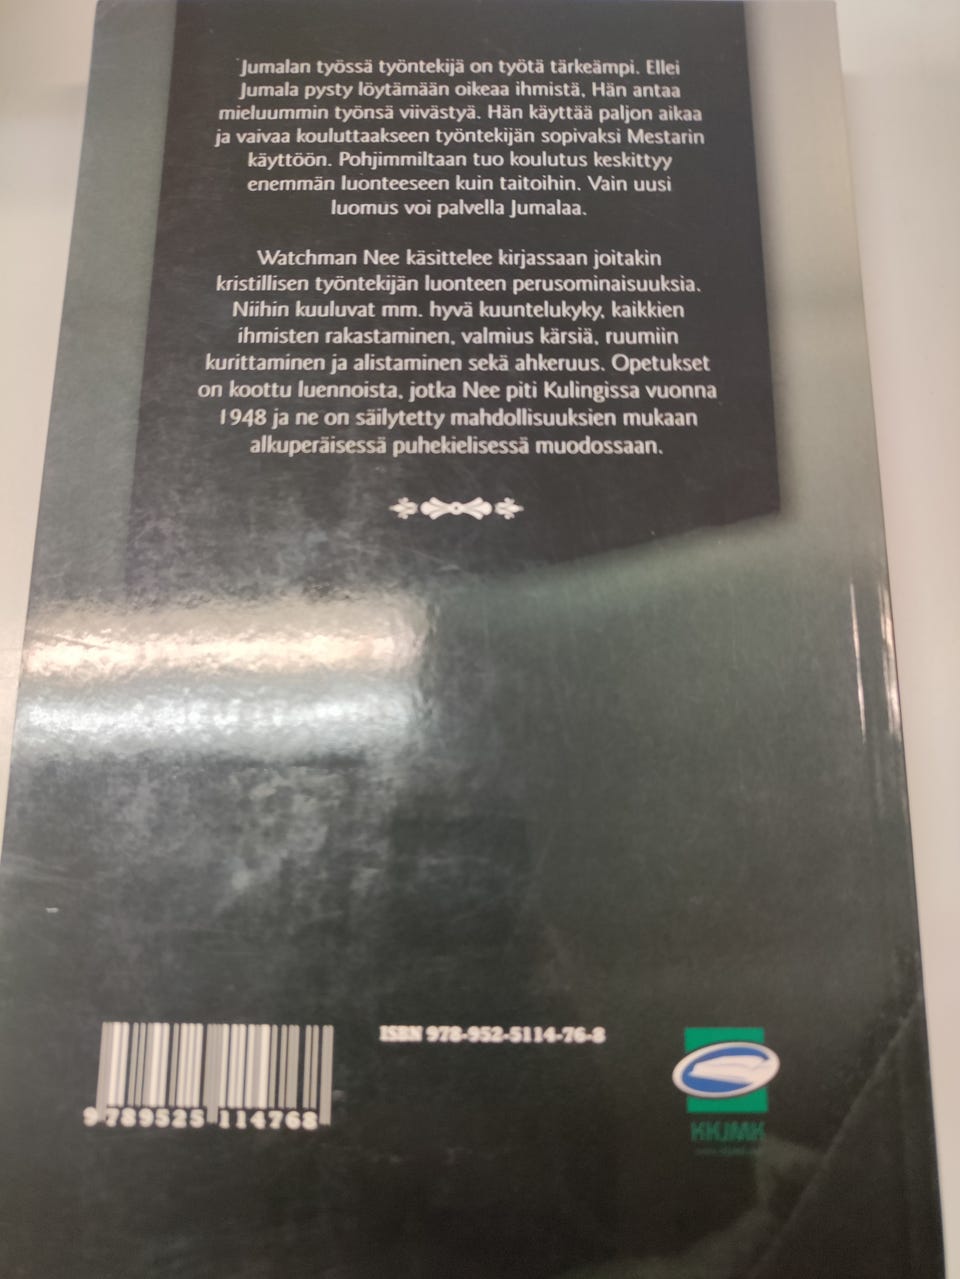 Jumalan työssä työntekijä on työtä tärkeämpi. Ellei
Jumala pysty löytämään oikeaa ihmistä, Hän antaa
mieluummin työnsä viivästyä. Hän käyttää paljon aikaa
ja vaivaa kouluttaakseen työntekijän sopivaksi Mestarin
käyttöön. Pohjimmiltaan tuo koulutus keskittyy
enemmän luonteeseen kuin taitoihin. Vain uusi
luomus voi palvella Jumalaa.
Watchman Nee käsittelee kirjassaan joitakin
kristillisen työntekijän luonteen perusominaisuuksia.
Niihin kuuluvat mm. hyvä kuuntelukyky, kaikkien
ihmisten rakastaminen, valmius kärsiä, ruumiin
kurittaminen ja alistaminen sekä ahkeruus. Opetukset
on koottu luennoista, jotka Nee piti Kulingissa vuonna
1948 ja ne on säilytetty mahdollisuuksien mukaan
alkuperäisessä puhekielisessä muodossaan.
ISBN 978-952-5114-76-8
9 789525 114768
KKJMK